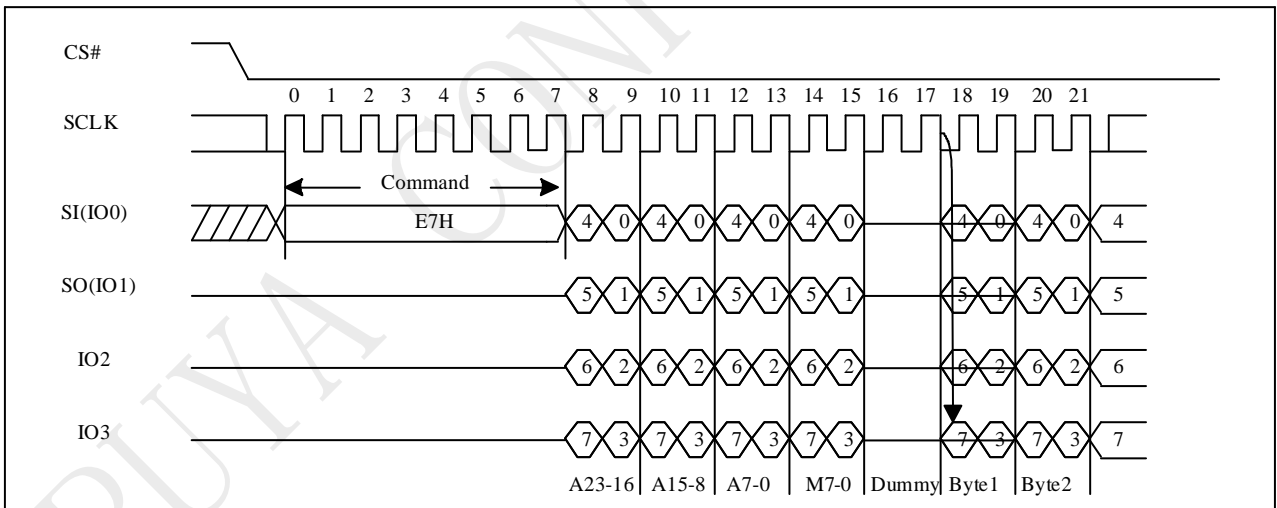 CS#
0 1 2 3 4 5 6 7 8 9 10 11 12 13 14 15 16 17 18 19 20 21
SCLK
Command
SI(IO0) E7H 4 0 4 0 4 0 4 0 4 0 4 0 4
SO(IO1) 5 1 5 1 5 1 5 1 5 1 5 1 5
IO2 6 2 6 2 6 2 6 2 6 2 6 2 6
IO3 7 3 7 3 7 3 7 3 7 3 7 3 7
A23-16 A15-8 A7-0 M7-0 Dummy Byte1 Byte2
PUYA CON